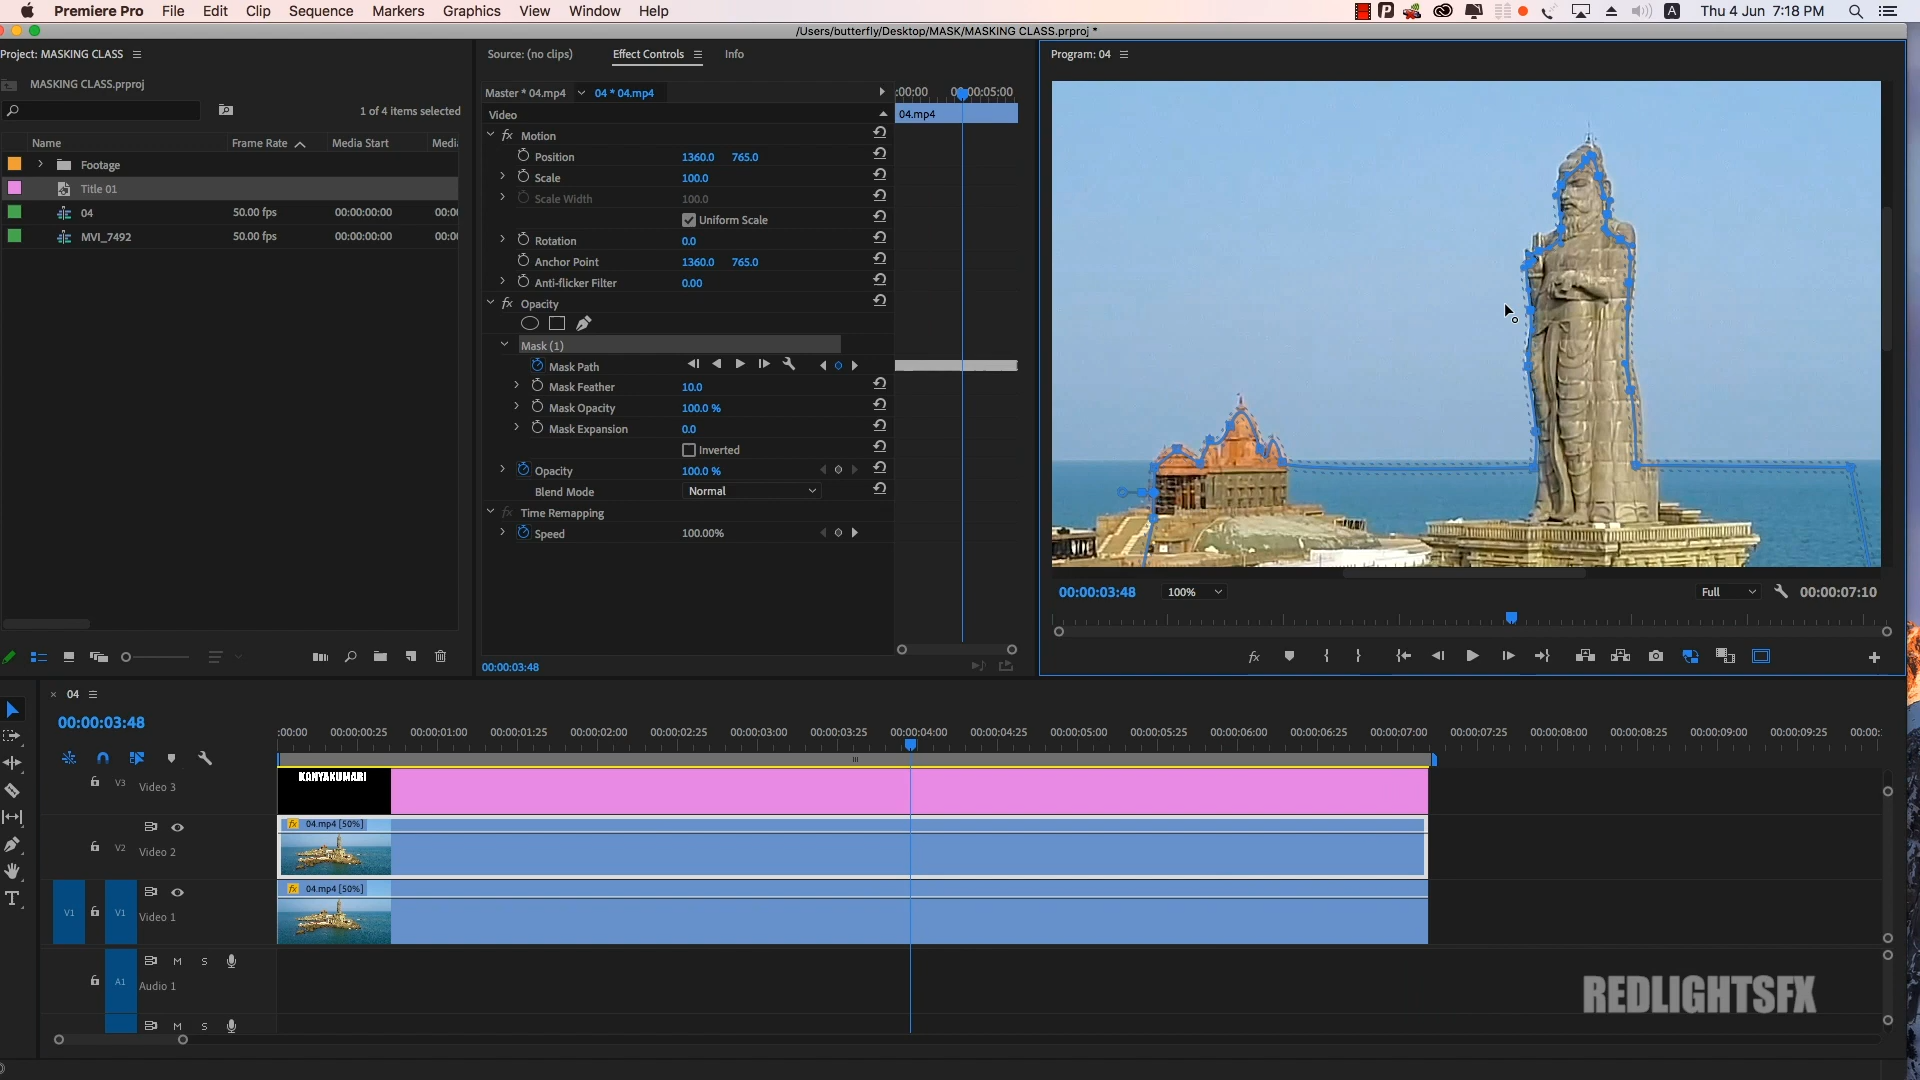 Premiere Pro File Edit Clip Sequence Markers Graphics View Window Help
A Thu 4 Jun 7:18 PM
/Users/butterfly/Desktop/MASK/MASKING CLASS.prproj *
Project: MASKING CLASS
MASKING CLASS.prproj
1 of 4 items selected
Name Frame Rate Media Start Media
Footage
Title 01
04 50.00 fps 00:00:00:00 00:00
MVI_7492 50.00 fps 00:00:00:00 00:00
Source: (no clips) Effect Controls Info
Master * 04.mp4 04 * 04.mp4
:00:00 00:00:05:00
Video
04.mp4
fx Motion
Position 1360.0 765.0
Scale 100.0
Scale Width 100.0
Uniform Scale
Rotation 0.0
Anchor Point 1360.0 765.0
Anti-flicker Filter 0.00
fx Opacity
Mask (1)
Mask Path
Mask Feather 10.0
Mask Opacity 100.0 %
Mask Expansion 0.0
Inverted
Opacity 100.0 %
Blend Mode Normal
fx Time Remapping
Speed 100.00%
00:00:03:48
Program: 04
00:00:03:48 100% Full 00:00:07:10
fx
04
00:00:03:48
:00:00 00:00:00:25 00:00:01:00 00:00:01:25 00:00:02:00 00:00:02:25 00:00:03:00 00:00:03:25 00:00:04:00 00:00:04:25 00:00:05:00 00:00:05:25 00:00:06:00 00:00:06:25 00:00:07:00 00:00:07:25 00:00:08:00 00:00:08:25 00:00:09:00 00:00:09:25 00:00:
V3 Video 3
KANYAKUMARI
fx 04.mp4 [50%]
V2 Video 2
fx 04.mp4 [50%]
V1 V1 Video 1
M S
A1 Audio 1
M S
REDLIGHTSFX